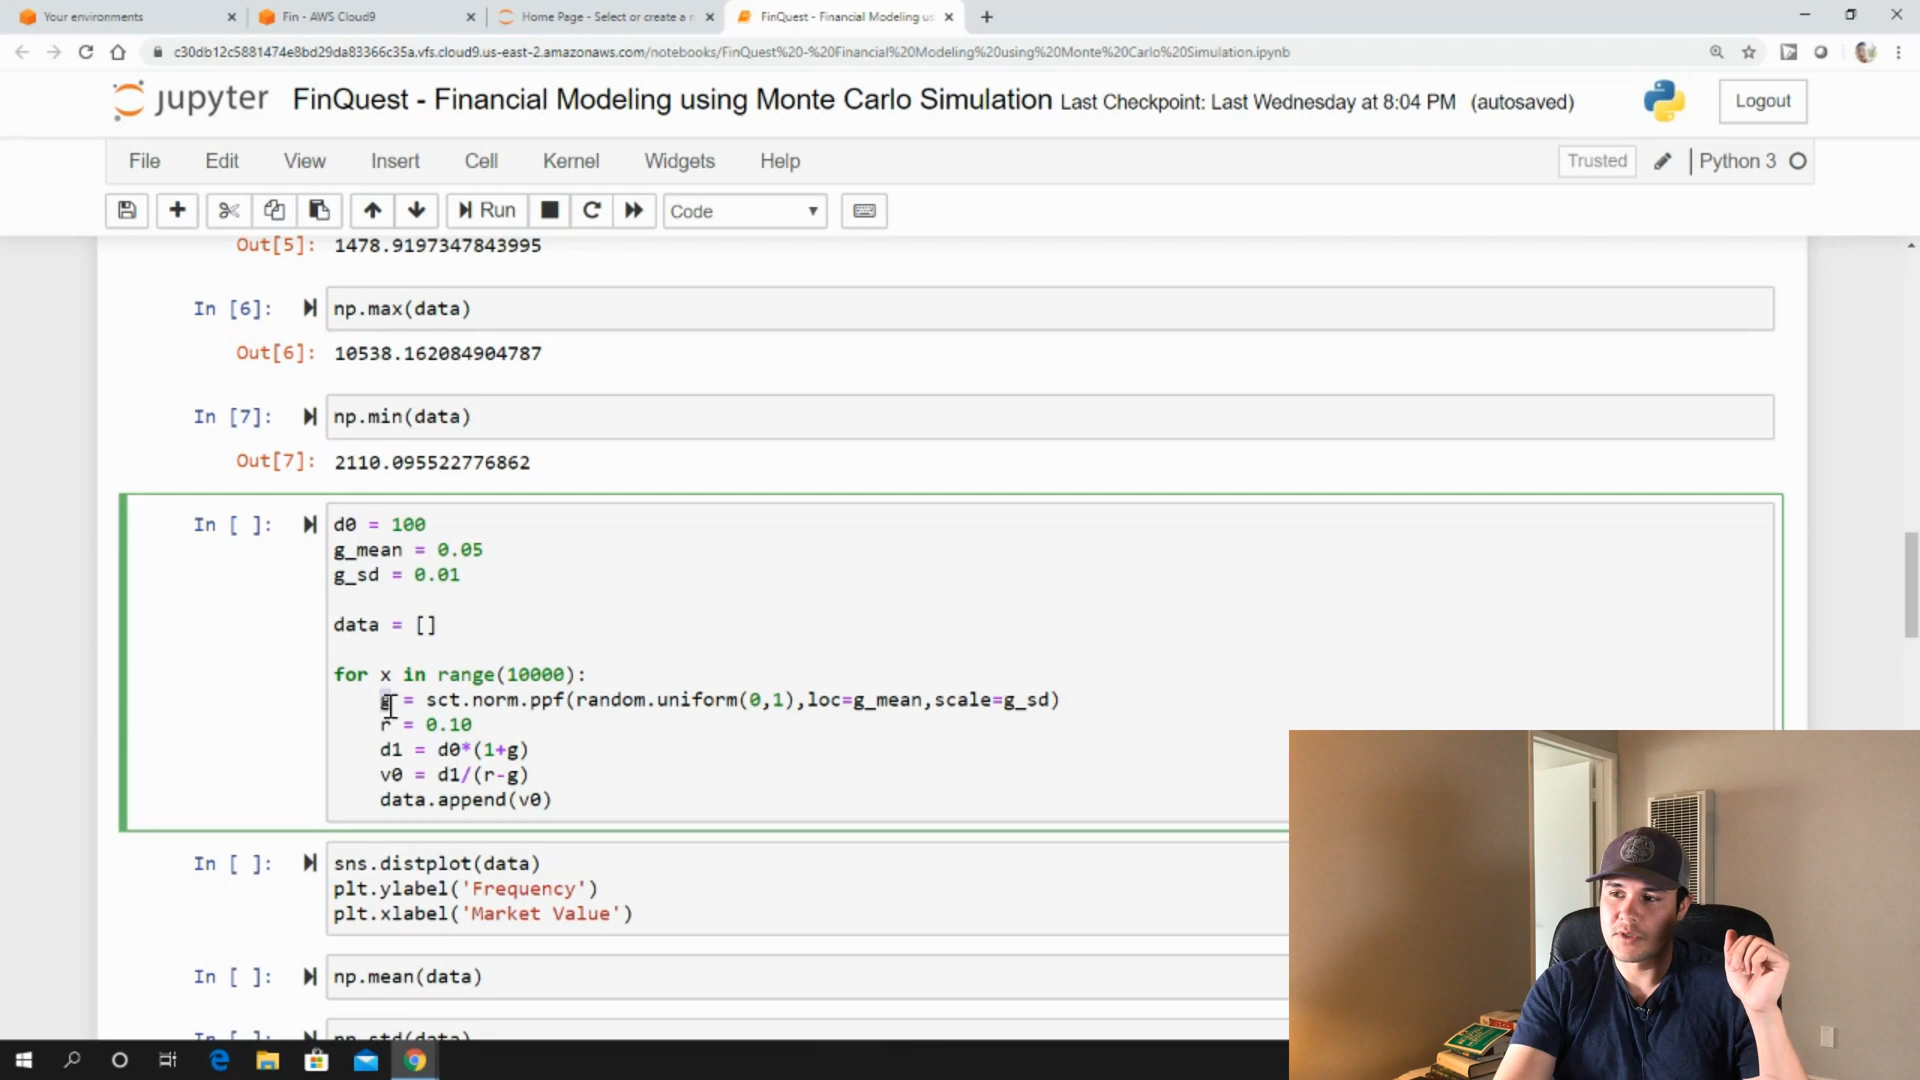 Your environments
Fin - AWS Cloud9
Home Page - Select or create a n
FinQuest - Financial Modeling us
c30db12c5881474e8bd29da83366c35a.vfs.cloud9.us-east-2.amazonaws.com/notebooks/FinQuest%20-%20Financial%20Modeling%20using%20Monte%20Carlo%20Simulation.ipynb
jupyter FinQuest - Financial Modeling using Monte Carlo Simulation Last Checkpoint: Last Wednesday at 8:04 PM (autosaved)
Logout
File Edit View Insert Cell Kernel Widgets Help
Trusted Python 3
Run Code
Out[5]: 1478.9197347843995
In [6]: np.max(data)
Out[6]: 10538.162084904787
In [7]: np.min(data)
Out[7]: 2110.095522776862
In [ ]: d0 = 100
g_mean = 0.05
g_sd = 0.01
data = []
for x in range(10000):
g = sct.norm.ppf(random.uniform(0,1),loc=g_mean,scale=g_sd)
r = 0.10
d1 = d0*(1+g)
v0 = d1/(r-g)
data.append(v0)
In [ ]: sns.distplot(data)
plt.ylabel('Frequency')
plt.xlabel('Market Value')
In [ ]: np.mean(data)
In [ ]: np.std(data)